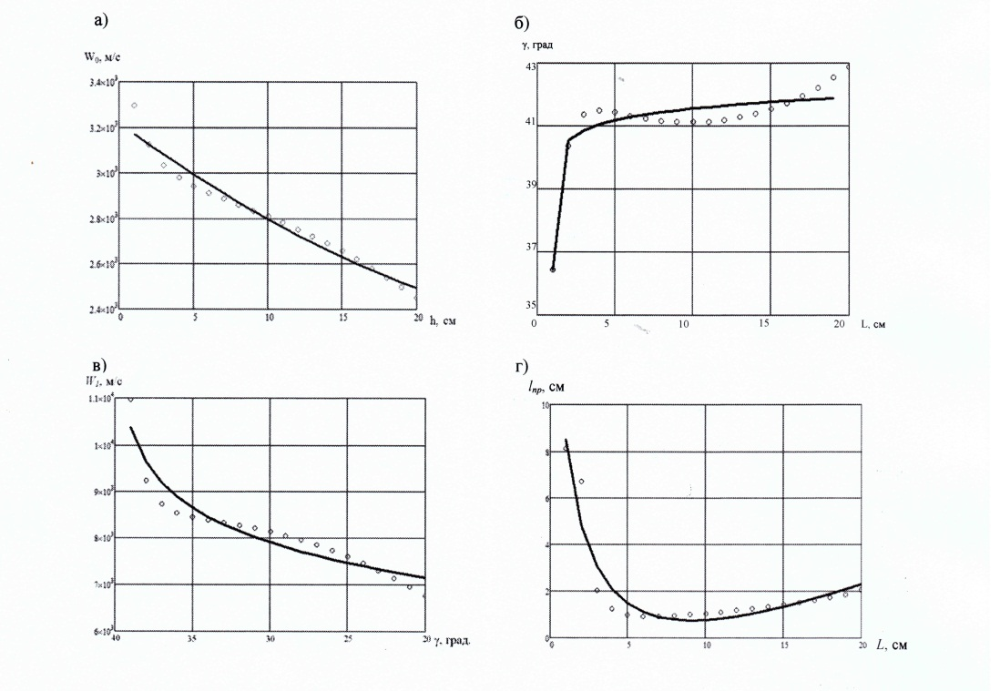 а)
W₀, м/с
3.4×10³
3.2×10³
3×10³
2.8×10³
2.6×10³
2.4×10³
0 5 10 15 20 h, см
б)
γ, град
43
41
39
37
35
0 5 10 15 20 L, см
в)
W₁, м/с
1.1×10⁴
1×10⁴
9×10³
8×10³
7×10³
6×10³
40 35 30 25 20 γ, град.
г)
lпр, см
10
8
6
4
2
0
0 5 10 15 20 L, см